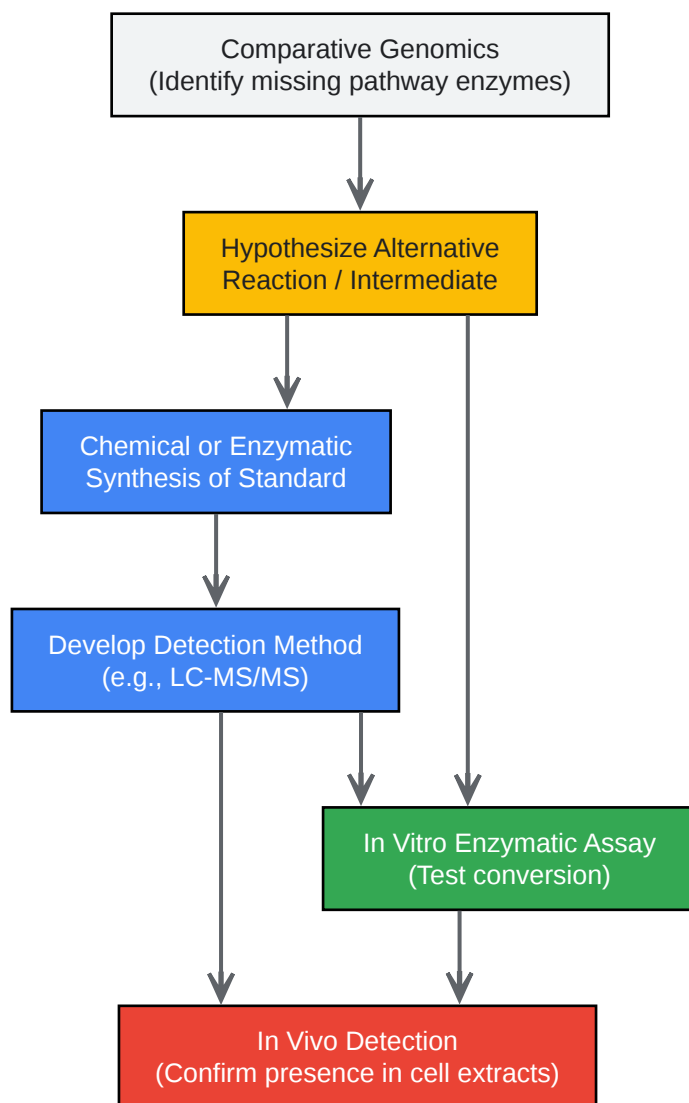 Comparative Genomics
(Identify missing pathway enzymes)
Hypothesize Alternative
Reaction / Intermediate
Chemical or Enzymatic
Synthesis of Standard
Develop Detection Method
(e.g., LC-MS/MS)
In Vitro Enzymatic Assay
(Test conversion)
In Vivo Detection
(Confirm presence in cell extracts)